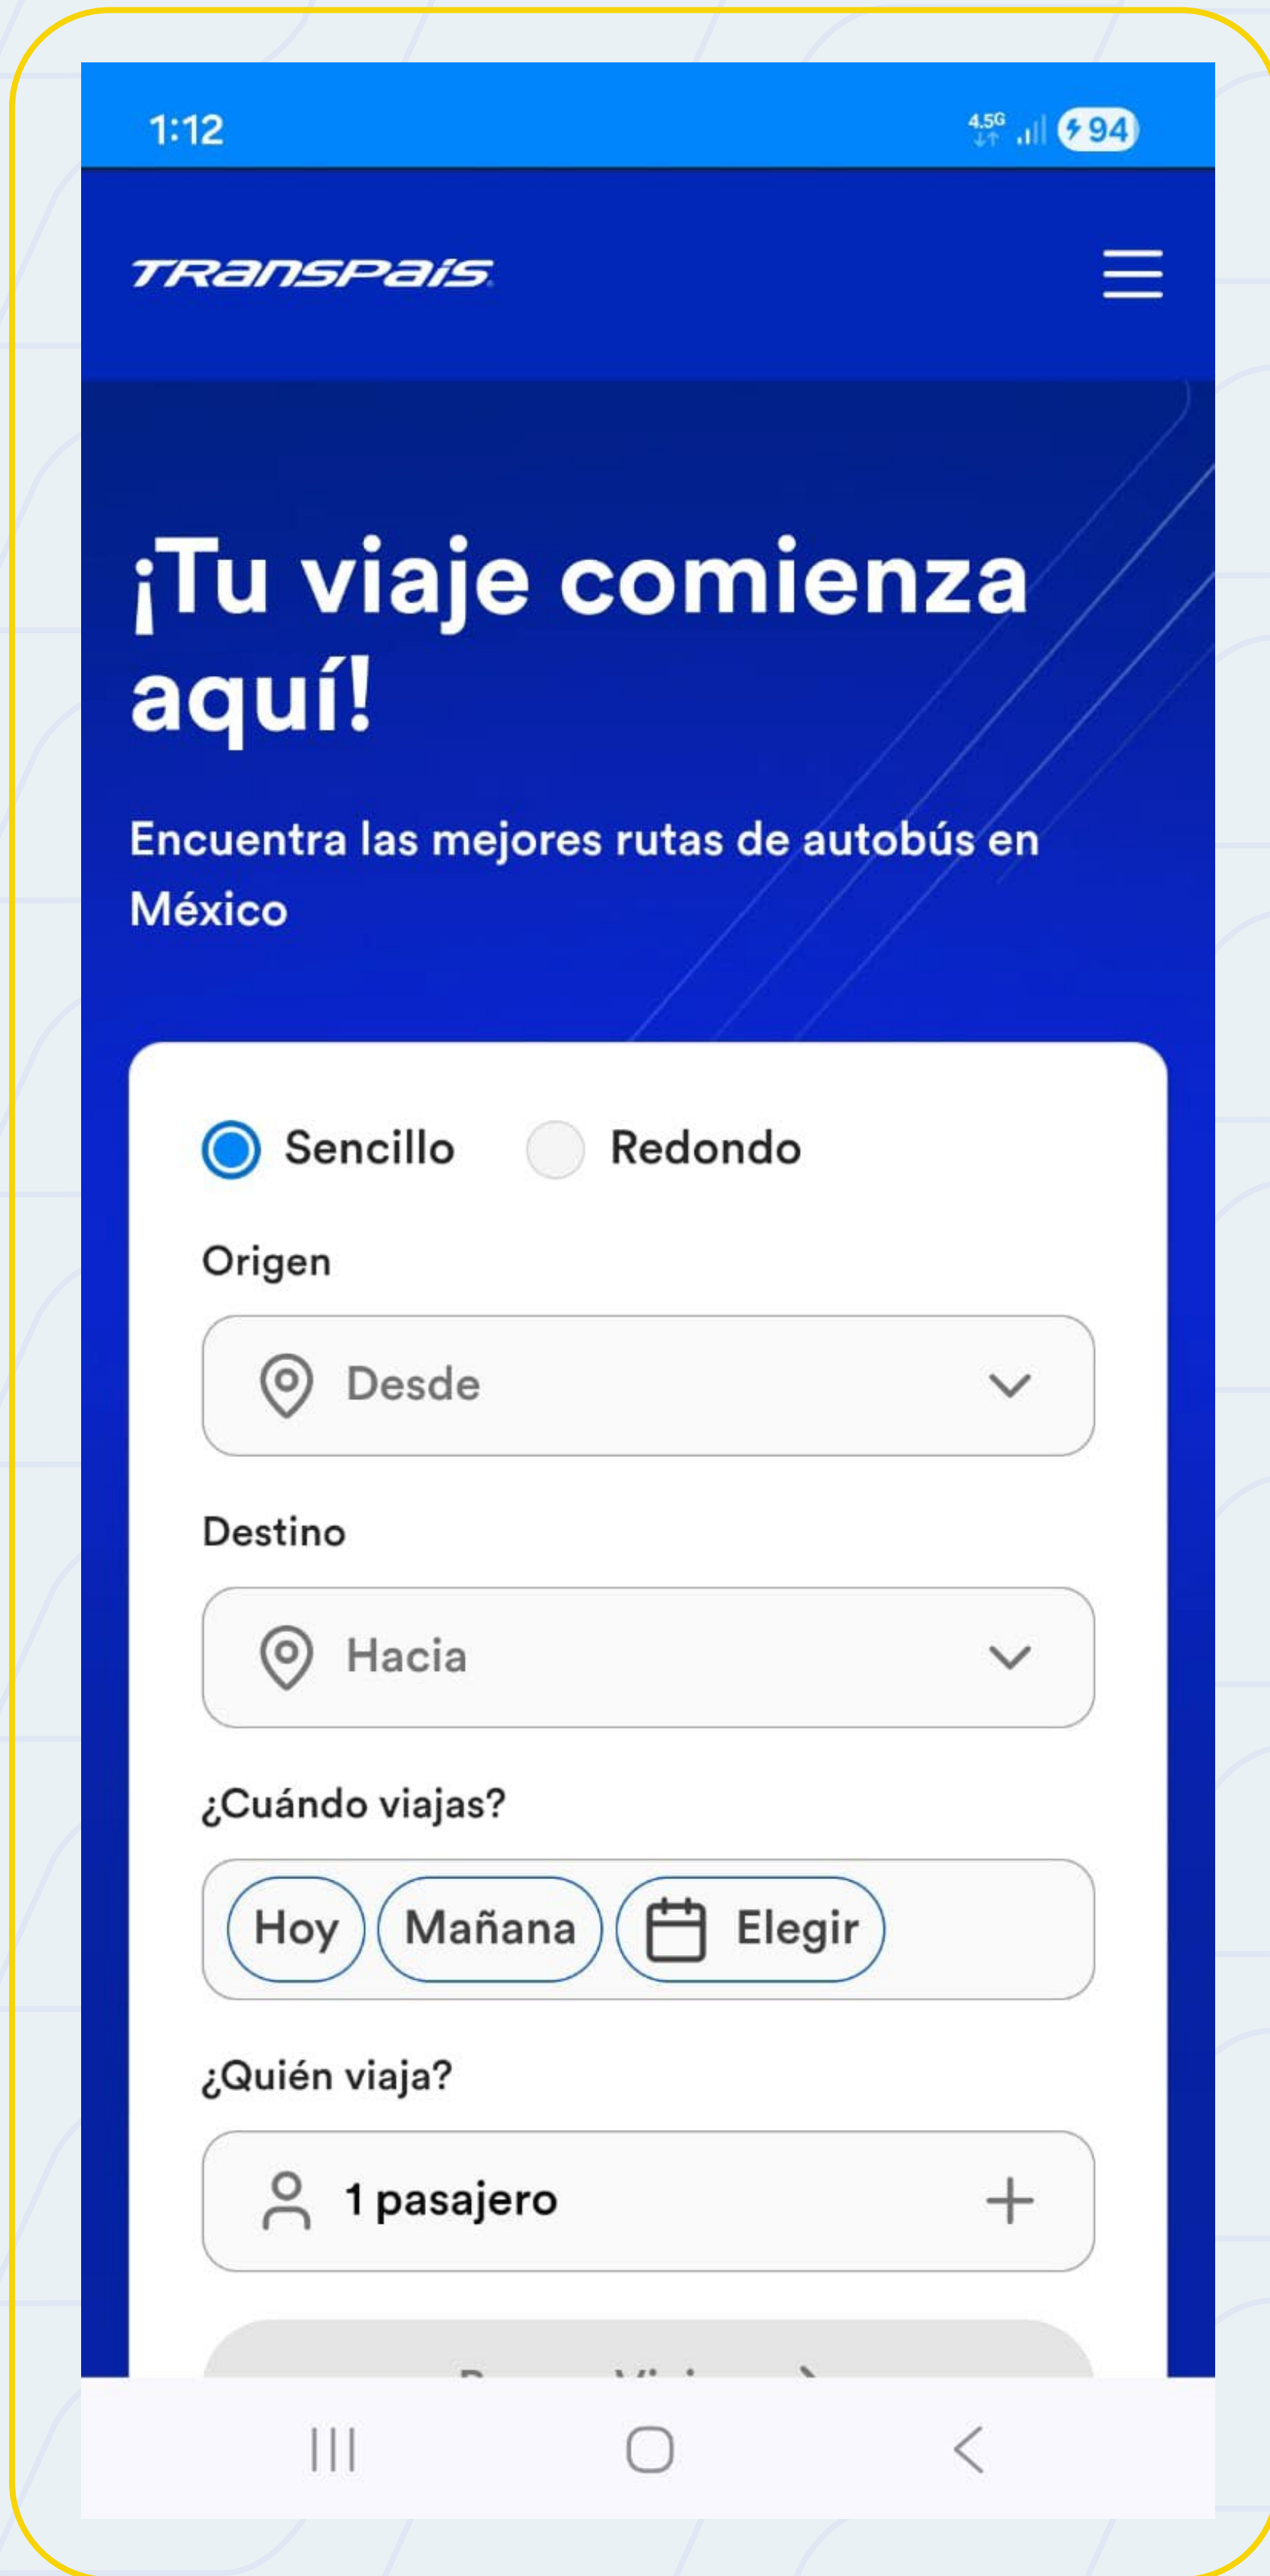 1:12
4.5G
94
TRANSPAÍS
¡Tu viaje comienza
aquí!
Encuentra las mejores rutas de autobús en
México
Sencillo
Redondo
Origen
Desde
Destino
Hacia
¿Cuándo viajas?
Hoy
Mañana
Elegir
¿Quién viaja?
1 pasajero